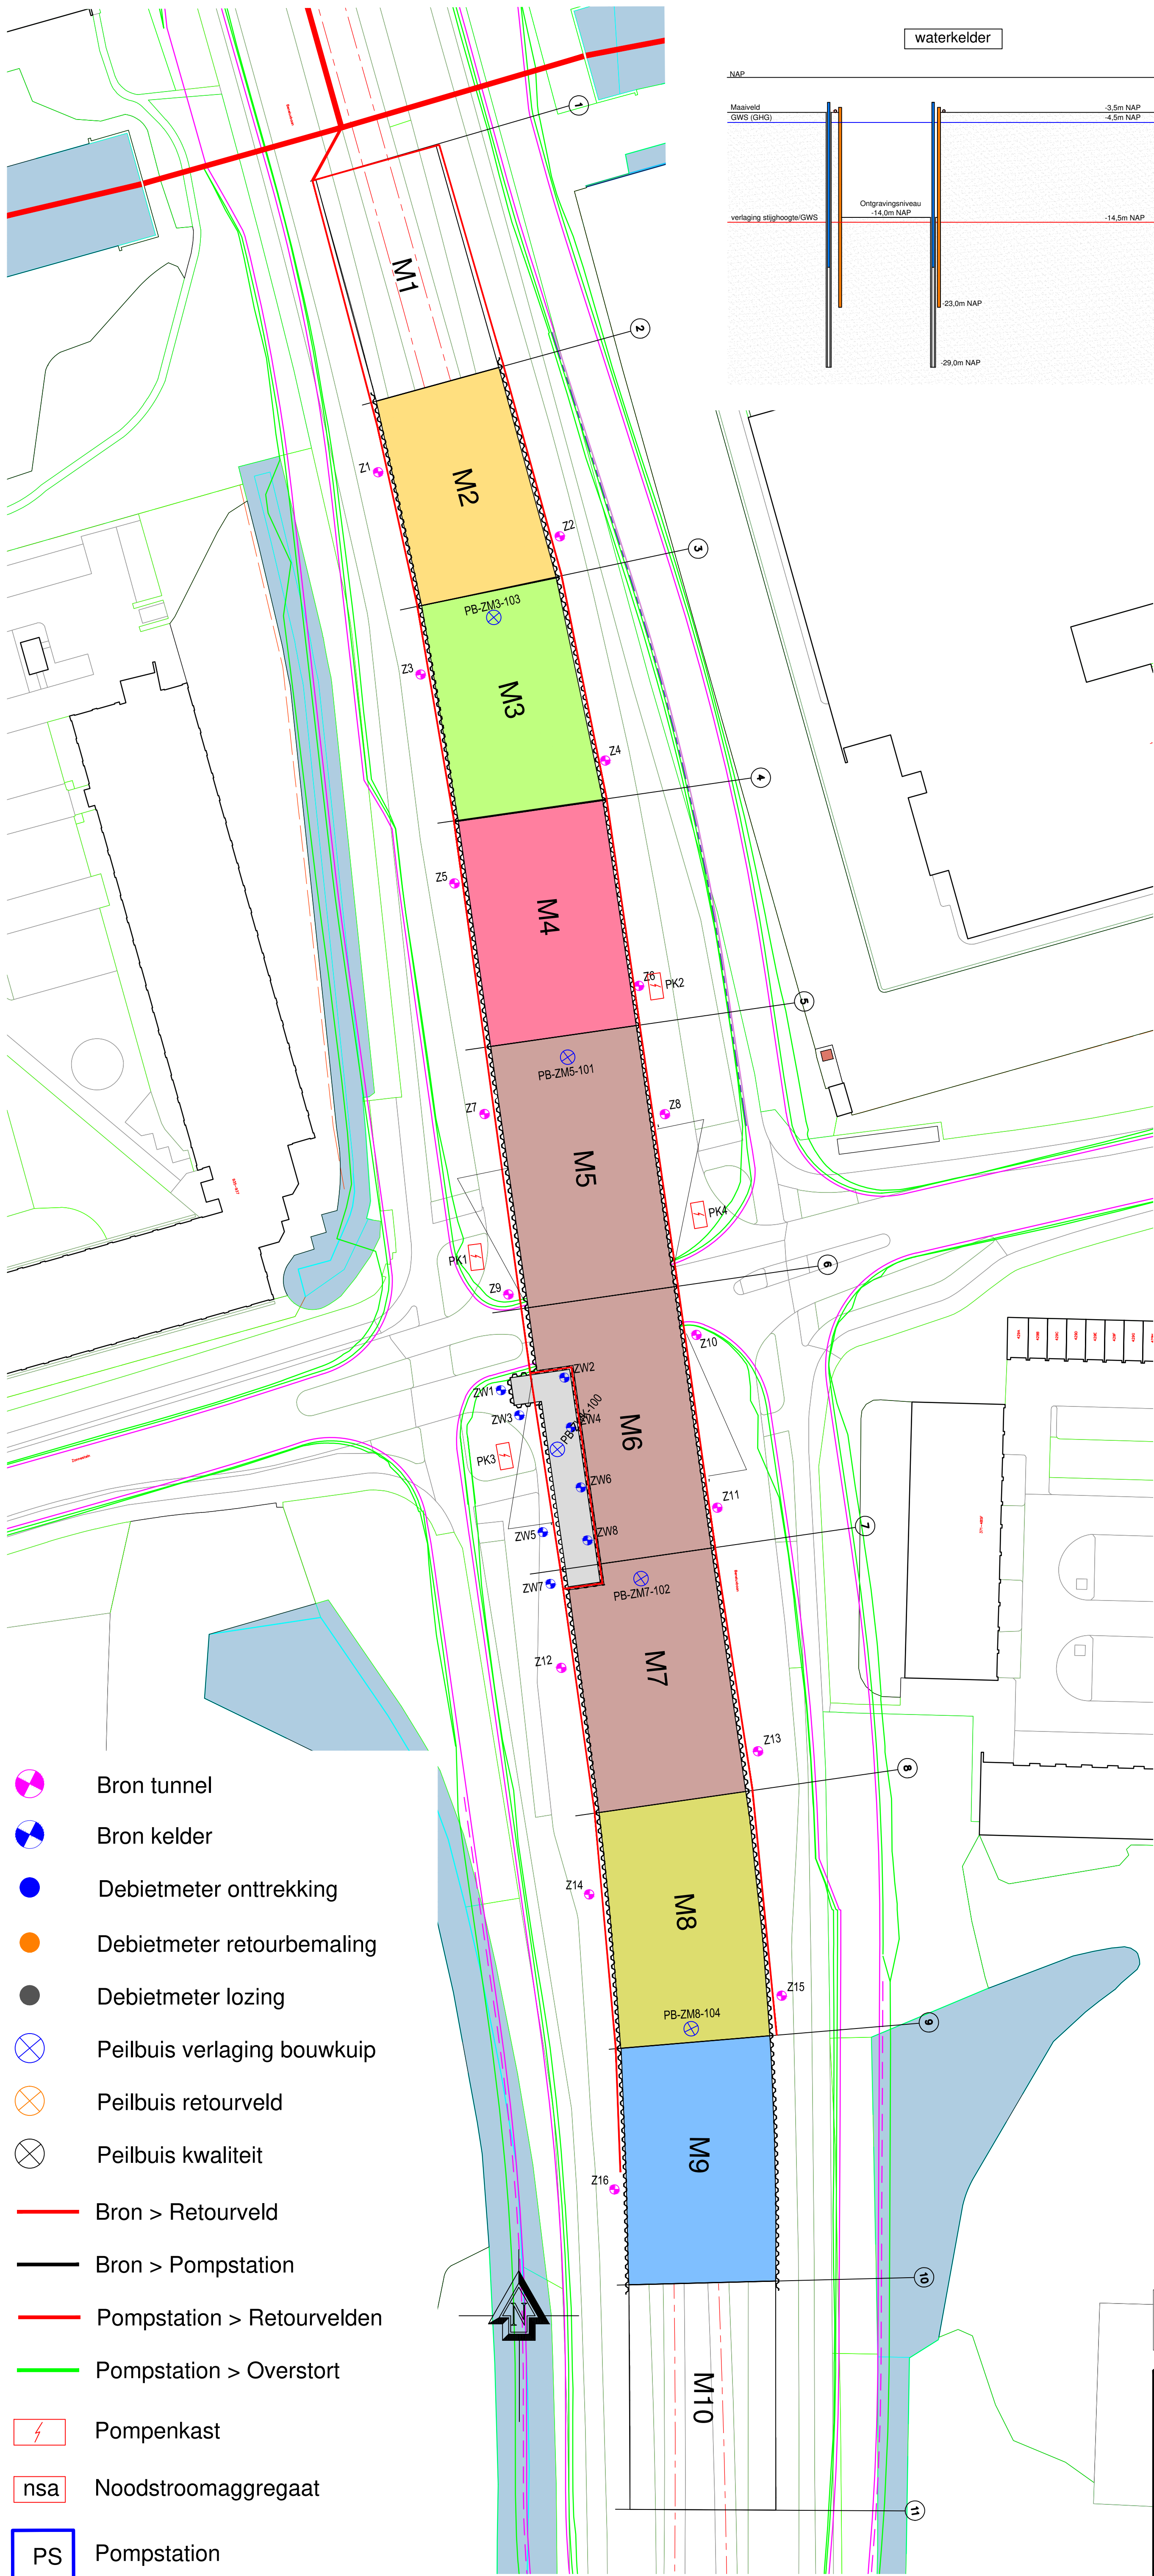 waterkelder
NAP
Maaiveld
-3,5m NAP
GWS (GHG)
-4,5m NAP
Ontgravingsniveau
-14,0m NAP
verlaging stijghoogte/GWS
-14,5m NAP
-23,0m NAP
-29,0m NAP
1
M1
2
Z1
M2
Z2
3
PB-ZM3-103
Z3
M3
Z4
4
Z5
M4
Z6
PK2
5
PB-ZM5-101
Z7
Z8
M5
PK4
PK1
6
Z9
Z10
ZW2
ZW1
ZW3
ZW4
M6
PK3
ZW6
Z11
ZW5
ZW8
7
ZW7
PB-ZM7-102
Z12
M7
Z13
8
Z14
M8
Z15
PB-ZM8-104
9
M9
Z16
10
N
M10
11
Bron tunnel
Bron kelder
Debietmeter onttrekking
Debietmeter retourbemaling
Debietmeter lozing
Peilbuis verlaging bouwkuip
Peilbuis retourveld
Peilbuis kwaliteit
Bron > Retourveld
Bron > Pompstation
Pompstation > Retourvelden
Pompstation > Overstort
Pompenkast
nsa Noodstroomaggregaat
PS Pompstation